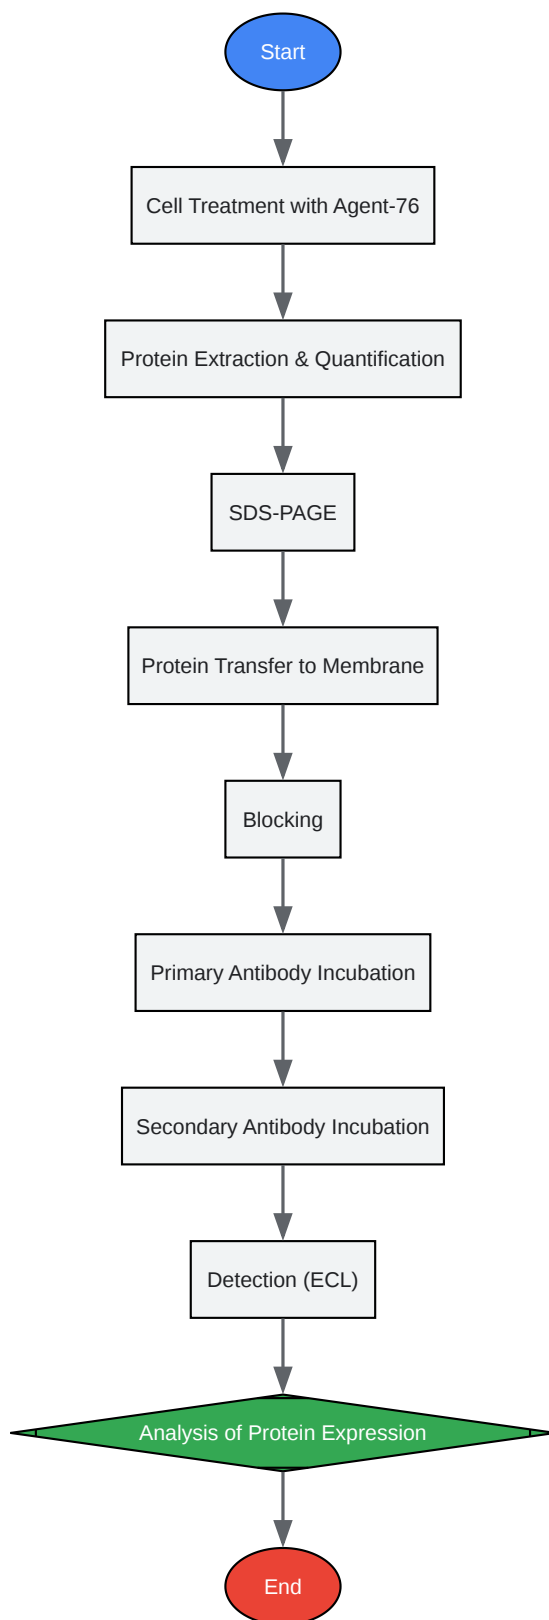 Start
Cell Treatment with Agent-76
Protein Extraction & Quantification
SDS-PAGE
Protein Transfer to Membrane
Blocking
Primary Antibody Incubation
Secondary Antibody Incubation
Detection (ECL)
Analysis of Protein Expression
End